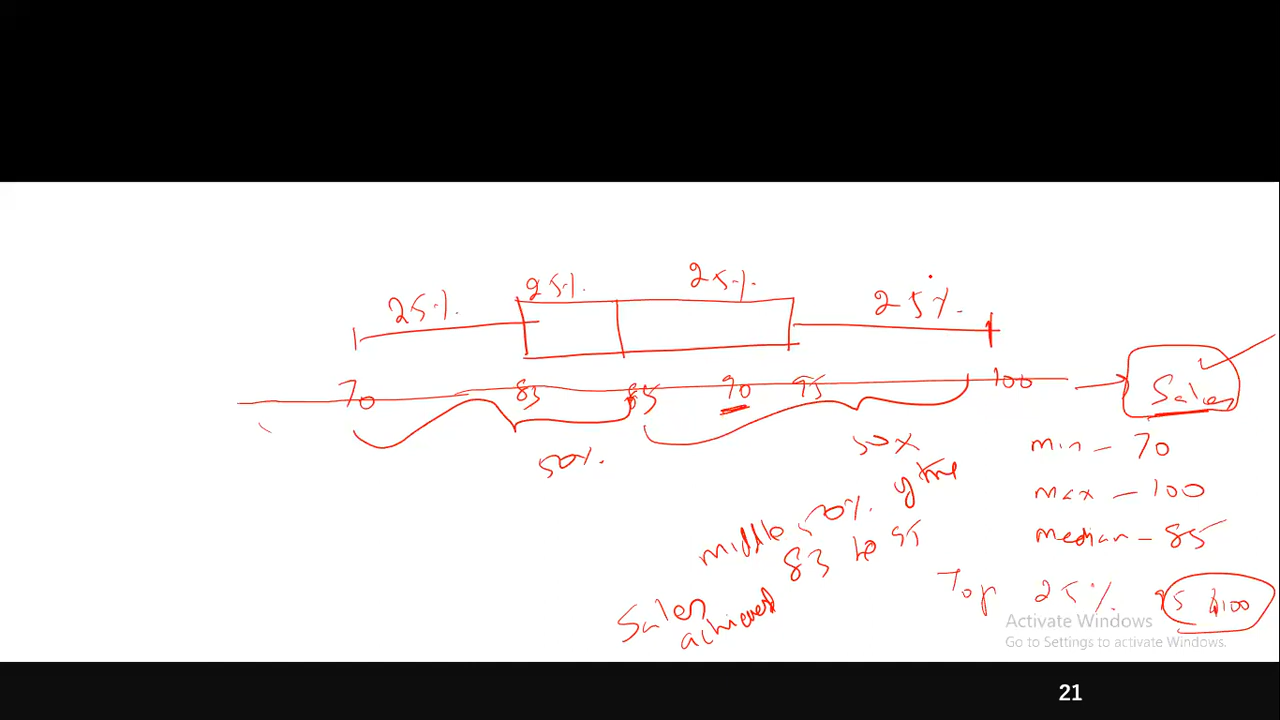 25% 25% 25% 25%
70 83 85 90 95 100
Sales
50% 50%
min - 70
max - 100
median - 85
Top 25% 95 to 100
middle 50% of the
Sales 83 to 95
achieved
Activate Windows
Go to Settings to activate Windows.
21